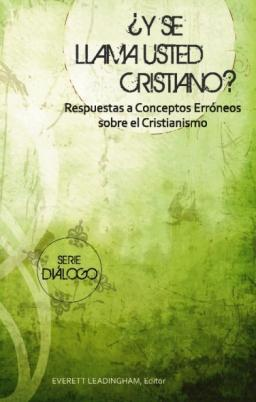 ¿Y SE
LLAMA USTED
CRISTIANO?
Respuestas a Conceptos Erróneos
sobre el Cristianismo
SERIE
DIÁLOGO
EVERETT LEADINGHAM, Editor